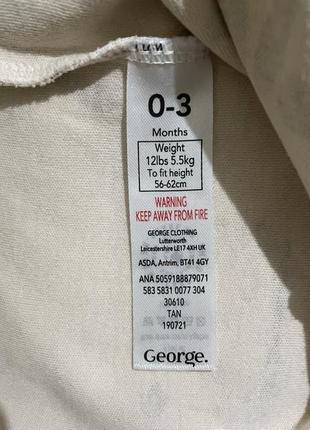 0-3
Months
Weight
12lbs 5.5kg
To fit height
56-62cm
WARNING
KEEP AWAY FROM FIRE
GEORGE CLOTHING
Lutterworth
Leicestershire LE17 4XH UK
ASDA, Antrim, BT41 4GY
ANA 5059188879071
583 5831 0077 304
30610
TAN
190721
George.